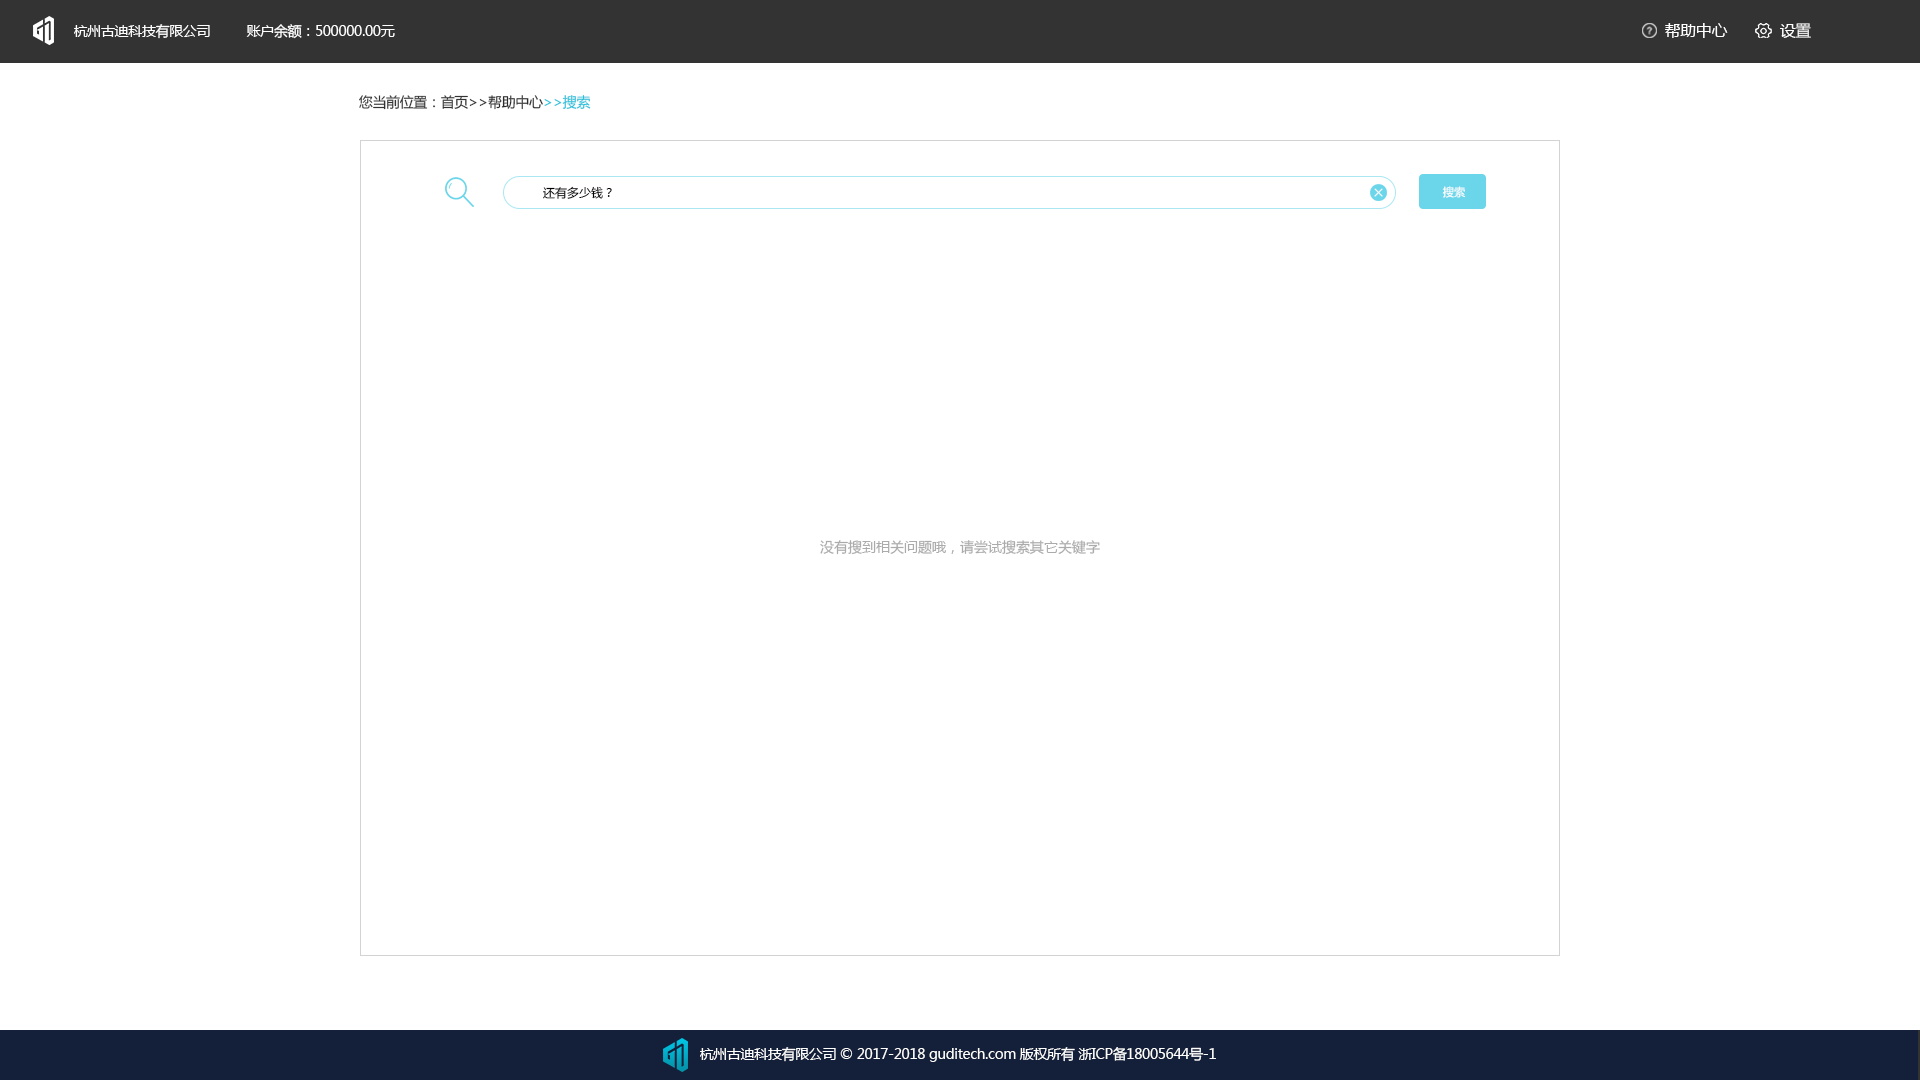 杭州古迪科技有限公司 账户余额：500000.00元 帮助中心 设置
您当前位置：首页>>帮助中心>>搜索
还有多少钱？ 搜索
没有搜到相关问题哦，请尝试搜索其它关键字
杭州古迪科技有限公司 © 2017-2018 guditech.com 版权所有 浙ICP备18005644号-1